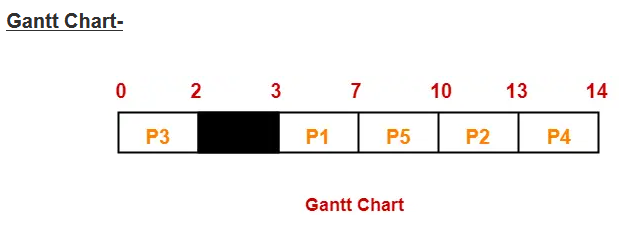 Gantt Chart-
0 2 3 7 10 13 14
P3 P1 P5 P2 P4
Gantt Chart